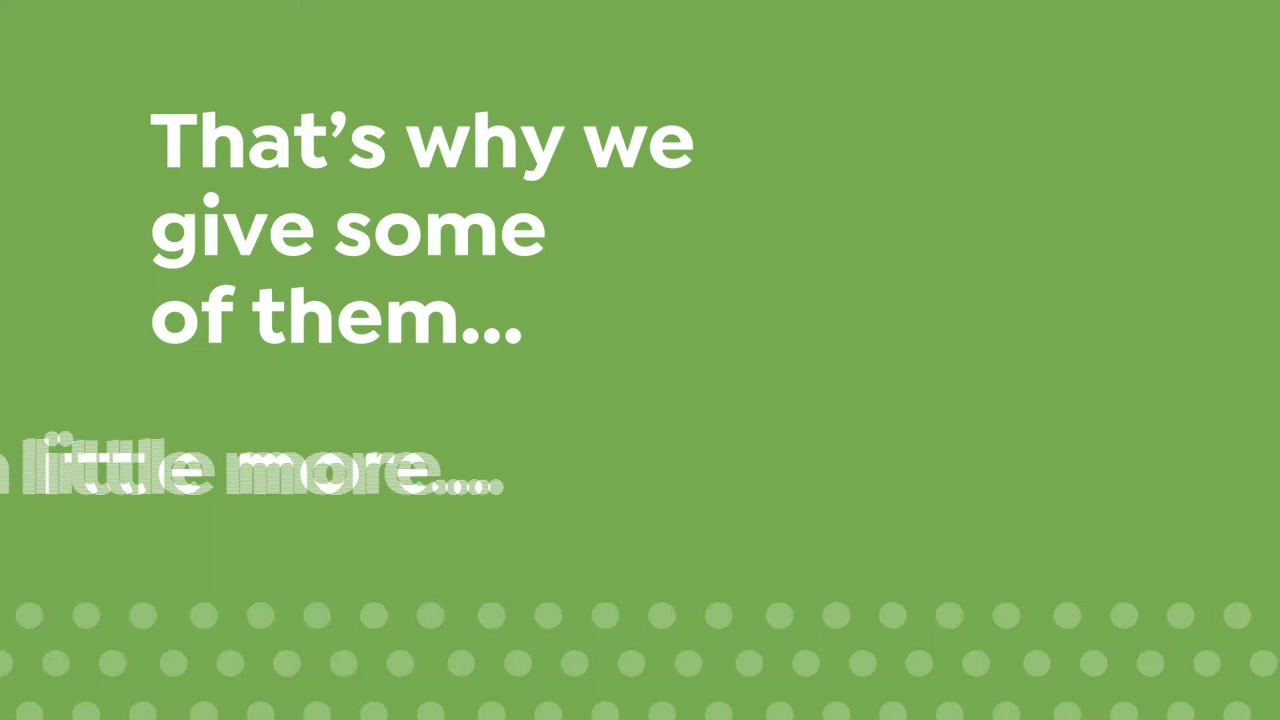 That’s why we
give some
of them...
little more...